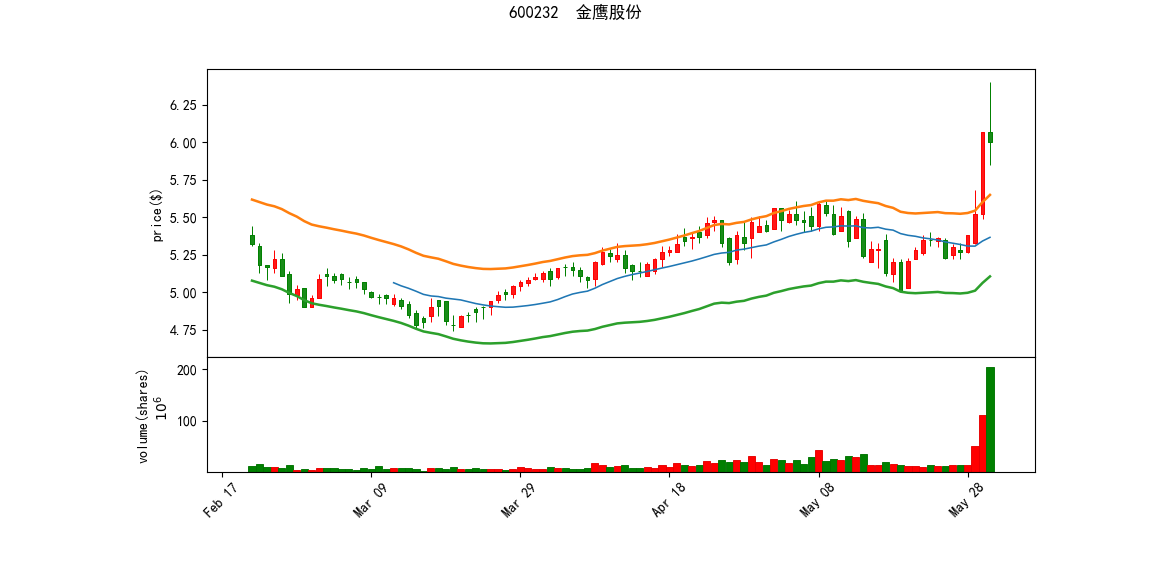 600232 金鹰股份
price($)
6.25
6.00
5.75
5.50
5.25
5.00
4.75
volume(shares)
10^6
200
100
Feb 17
Mar 09
Mar 29
Apr 18
May 08
May 28